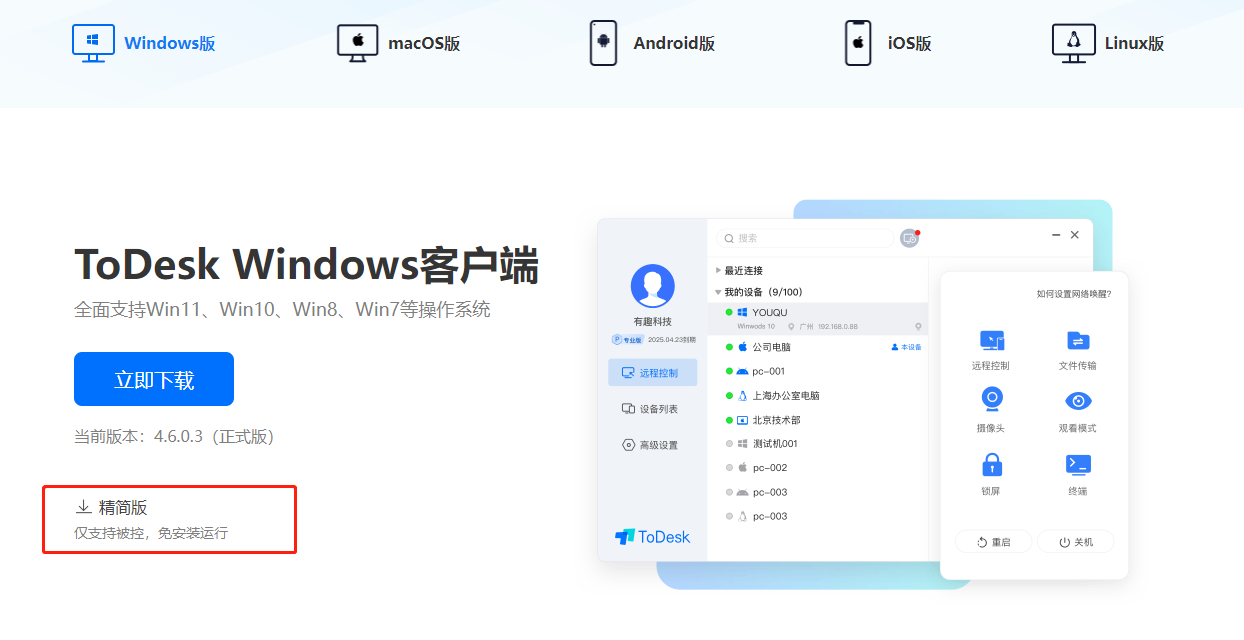 Windows版
macOS版
Android版
iOS版
Linux版
ToDesk Windows客户端
全面支持Win11、Win10、Win8、Win7等操作系统
立即下载
当前版本：4.6.0.3（正式版）
精简版
仅支持被控，免安装运行
有趣科技
P 专业版 2025.04.23到期
远程控制
设备列表
高级设置
ToDesk
搜索
最近连接
我的设备（9/100）
YOUQU
Winwods 10 广州 192.168.0.88
公司电脑 本设备
pc-001
上海办公室电脑
北京技术部
测试机001
pc-002
pc-003
pc-003
如何设置网络唤醒?
远程控制 文件传输
摄像头 观看模式
锁屏 终端
重启 关机